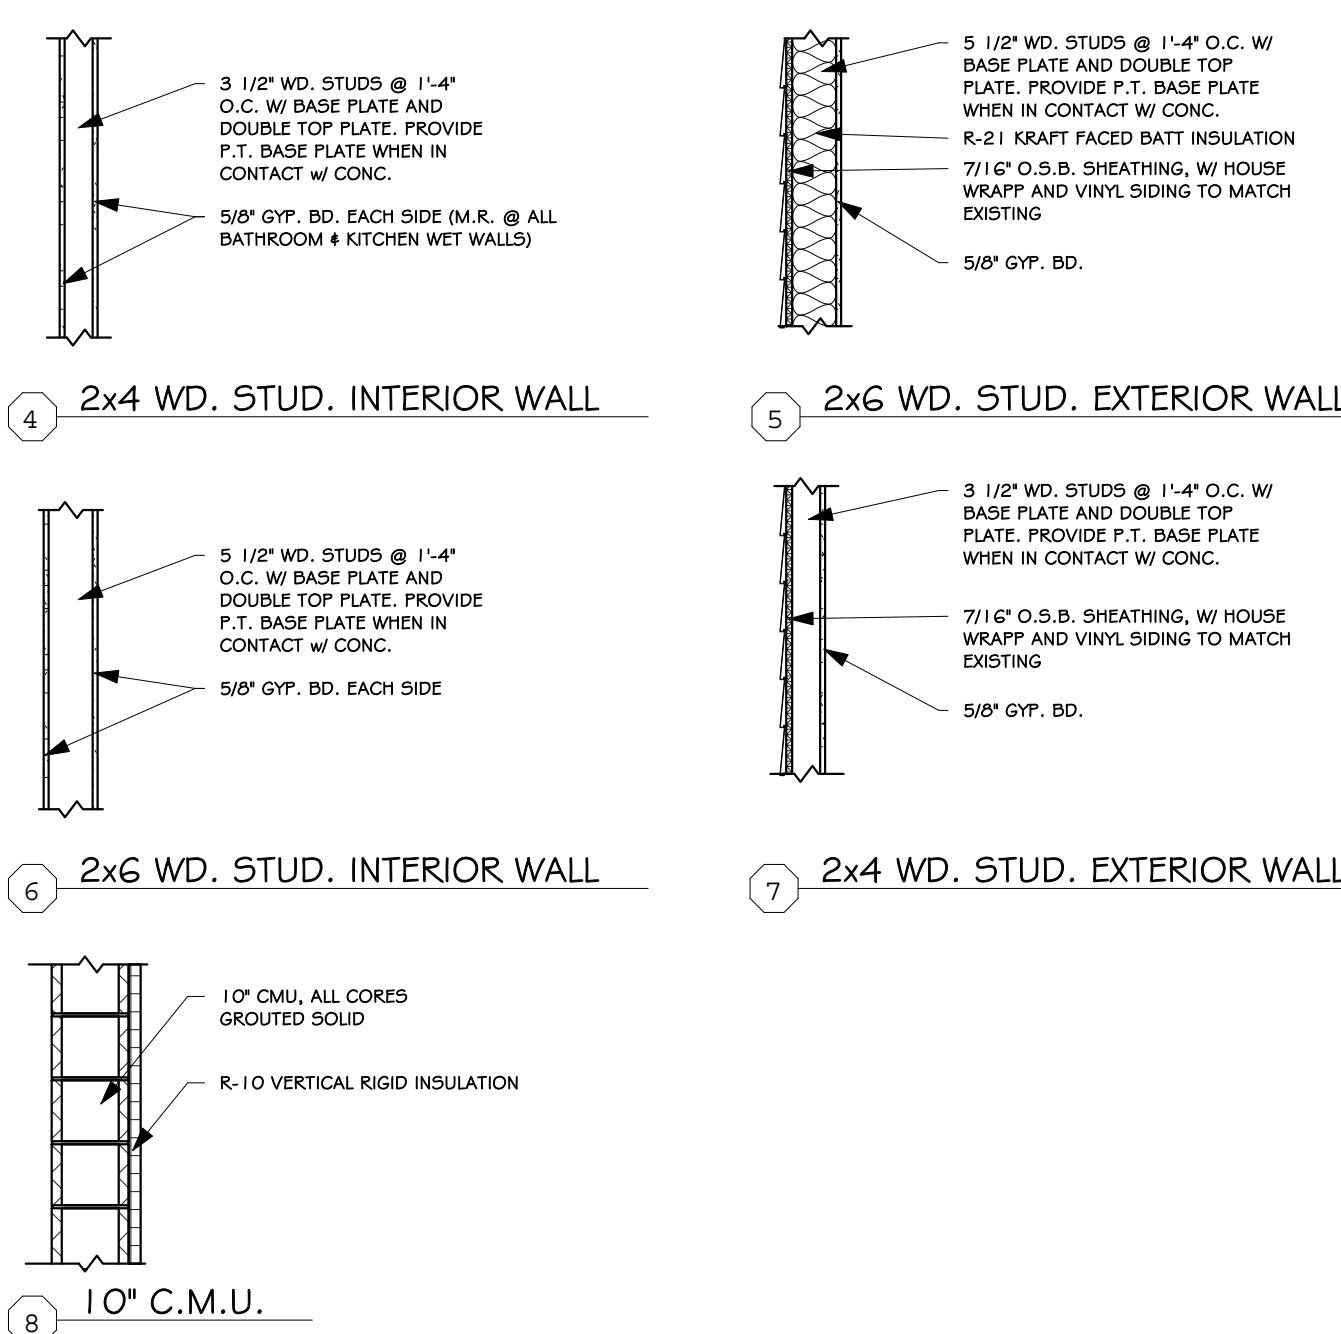 3 1/2" WD. STUDS @ 1'-4"
O.C. W/ BASE PLATE AND
DOUBLE TOP PLATE. PROVIDE
P.T. BASE PLATE WHEN IN
CONTACT w/ CONC.
5/8" GYP. BD. EACH SIDE (M.R. @ ALL
BATHROOM & KITCHEN WET WALLS)
4
2x4 WD. STUD. INTERIOR WALL
5 1/2" WD. STUDS @ 1'-4" O.C. W/
BASE PLATE AND DOUBLE TOP
PLATE. PROVIDE P.T. BASE PLATE
WHEN IN CONTACT W/ CONC.
R-21 KRAFT FACED BATT INSULATION
7/16" O.S.B. SHEATHING, W/ HOUSE
WRAPP AND VINYL SIDING TO MATCH
EXISTING
5/8" GYP. BD.
5
2x6 WD. STUD. EXTERIOR WALL
5 1/2" WD. STUDS @ 1'-4"
O.C. W/ BASE PLATE AND
DOUBLE TOP PLATE. PROVIDE
P.T. BASE PLATE WHEN IN
CONTACT w/ CONC.
5/8" GYP. BD. EACH SIDE
6
2x6 WD. STUD. INTERIOR WALL
3 1/2" WD. STUDS @ 1'-4" O.C. W/
BASE PLATE AND DOUBLE TOP
PLATE. PROVIDE P.T. BASE PLATE
WHEN IN CONTACT W/ CONC.
7/16" O.S.B. SHEATHING, W/ HOUSE
WRAPP AND VINYL SIDING TO MATCH
EXISTING
5/8" GYP. BD.
7
2x4 WD. STUD. EXTERIOR WALL
10" CMU, ALL CORES
GROUTED SOLID
R-10 VERTICAL RIGID INSULATION
8
10" C.M.U.